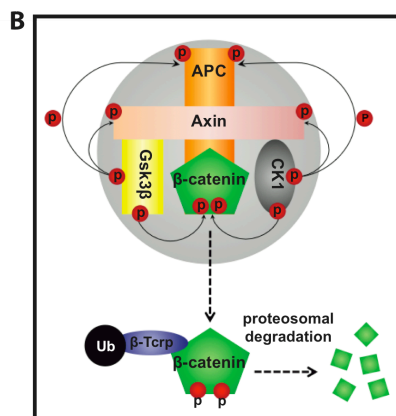 B
p p
APC
p p
p P
Axin
Gsk3β
CK1
β-catenin
p p
p p
p p
Ub
β-Tcrp
β-catenin
p p
proteosomal
degradation